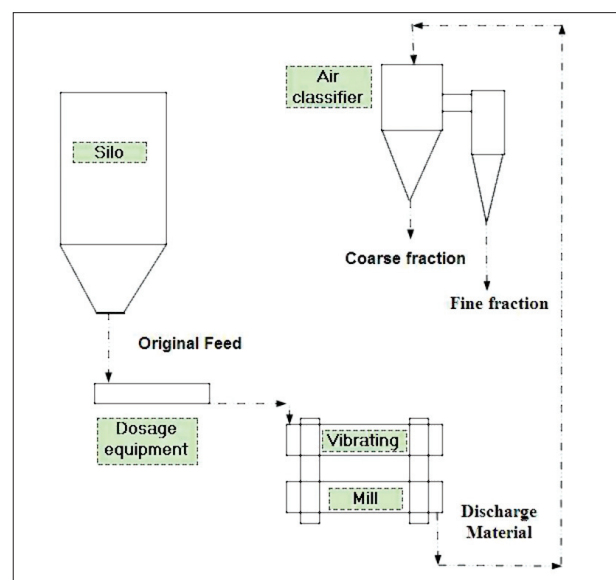 Air
classifier
Silo
Coarse fraction
Fine fraction
Original Feed
Dosage
equipment
Vibrating
Mill
Discharge
Material